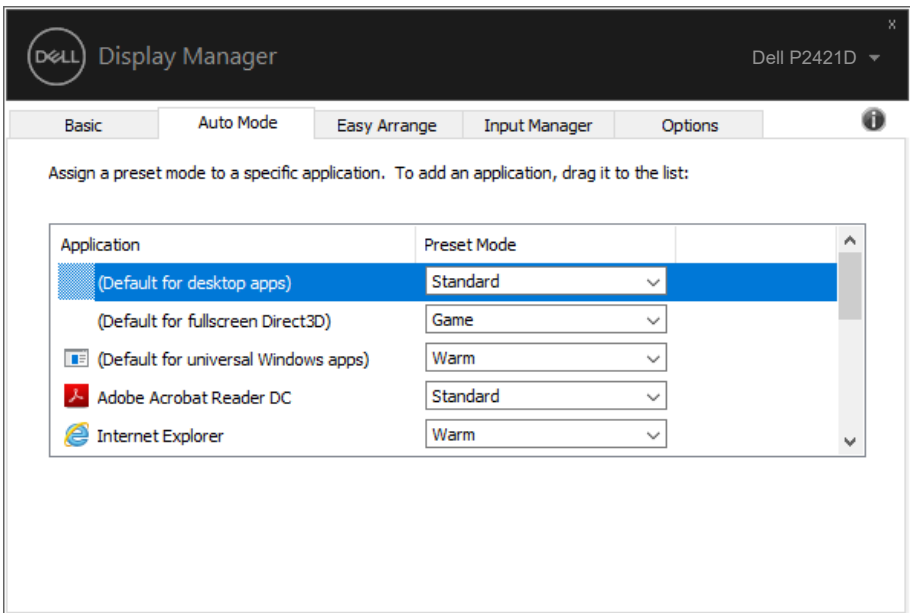 x
DELL Display Manager Dell P2421D
Basic Auto Mode Easy Arrange Input Manager Options
Assign a preset mode to a specific application. To add an application, drag it to the list:
Application Preset Mode
(Default for desktop apps) Standard
(Default for fullscreen Direct3D) Game
(Default for universal Windows apps) Warm
Adobe Acrobat Reader DC Standard
Internet Explorer Warm